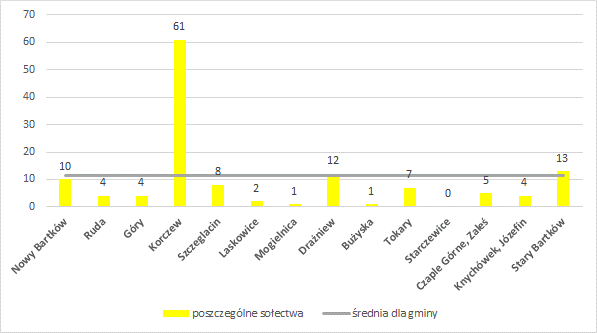 70
60
50
40
30
20
10
0
10
4
4
61
8
2
1
12
1
7
0
5
4
13
Nowy Bartków
Ruda
Góry
Korczew
Szczeglacin
Laskowice
Mogielnica
Drażniew
Bużyska
Tokary
Starczewice
Czaple Górne, Zaleś
Knychówek, Józefin
Stary Bartków
poszczególne sołectwa
średnia dla gminy